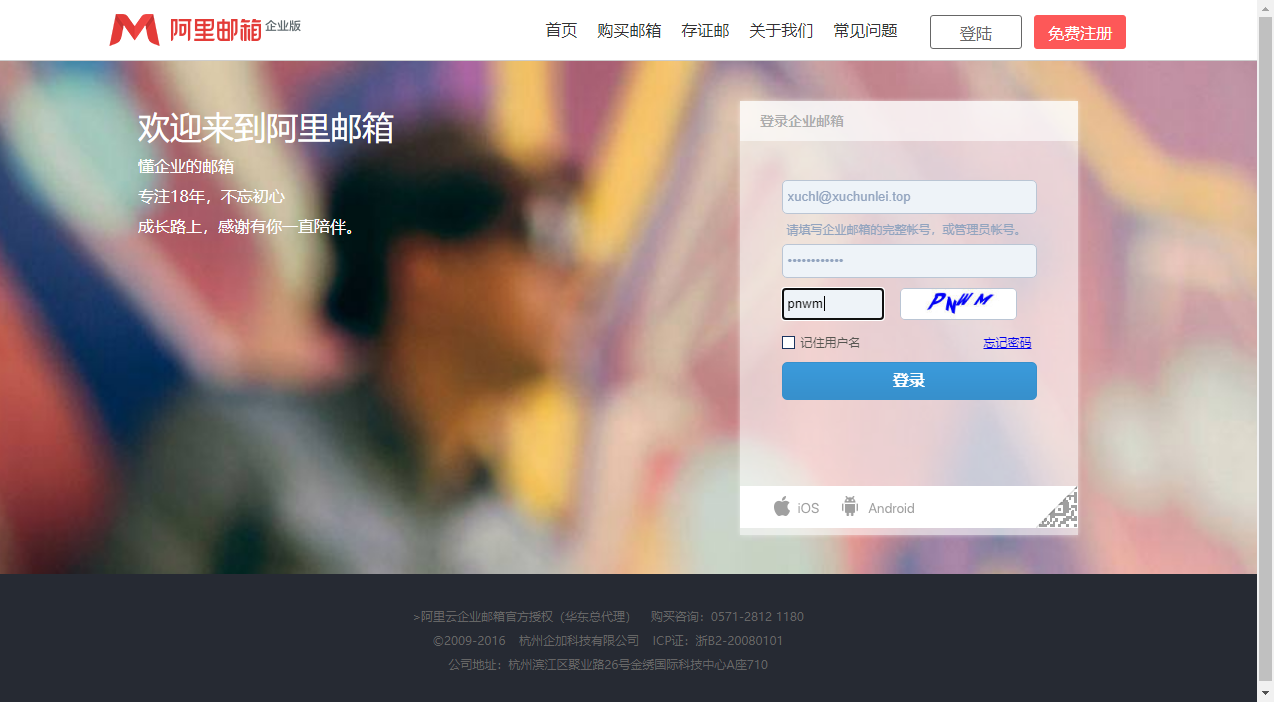 阿里邮箱 企业版 首页 购买邮箱 存证邮 关于我们 常见问题 登陆 免费注册
欢迎来到阿里邮箱
懂企业的邮箱
专注18年，不忘初心
成长路上，感谢有你一直陪伴。
登录企业邮箱
xuchl@xuchunlei.top
请填写企业邮箱的完整帐号，或管理员帐号。
••••••••••••
pnwm PNWM
记住用户名 忘记密码
登录
iOS Android
>阿里云企业邮箱官方授权（华东总代理） 购买咨询：0571-2812 1180
©2009-2016 杭州企加科技有限公司 ICP证：浙B2-20080101
公司地址：杭州滨江区聚业路26号金绣国际科技中心A座710